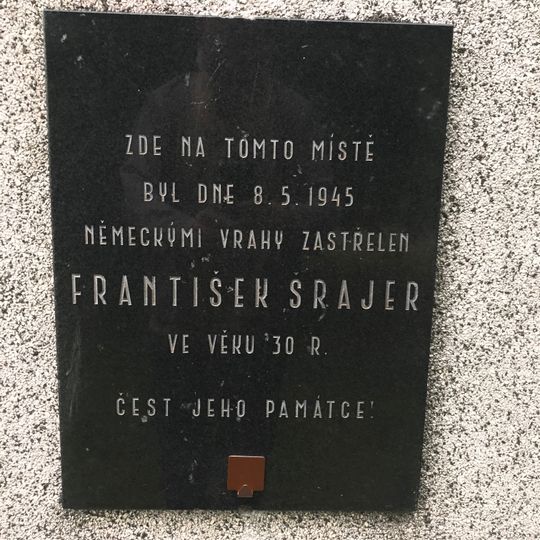 ZDE NA TOMTO MÍSTĚ
BYL DNE 8.5.1945
NĚMECKÝMI VRAHY ZASTŘELEN
FRANTIŠEK SRAJER
VE VĚKU 30 R.
ČEST JEHO PAMÁTCE!